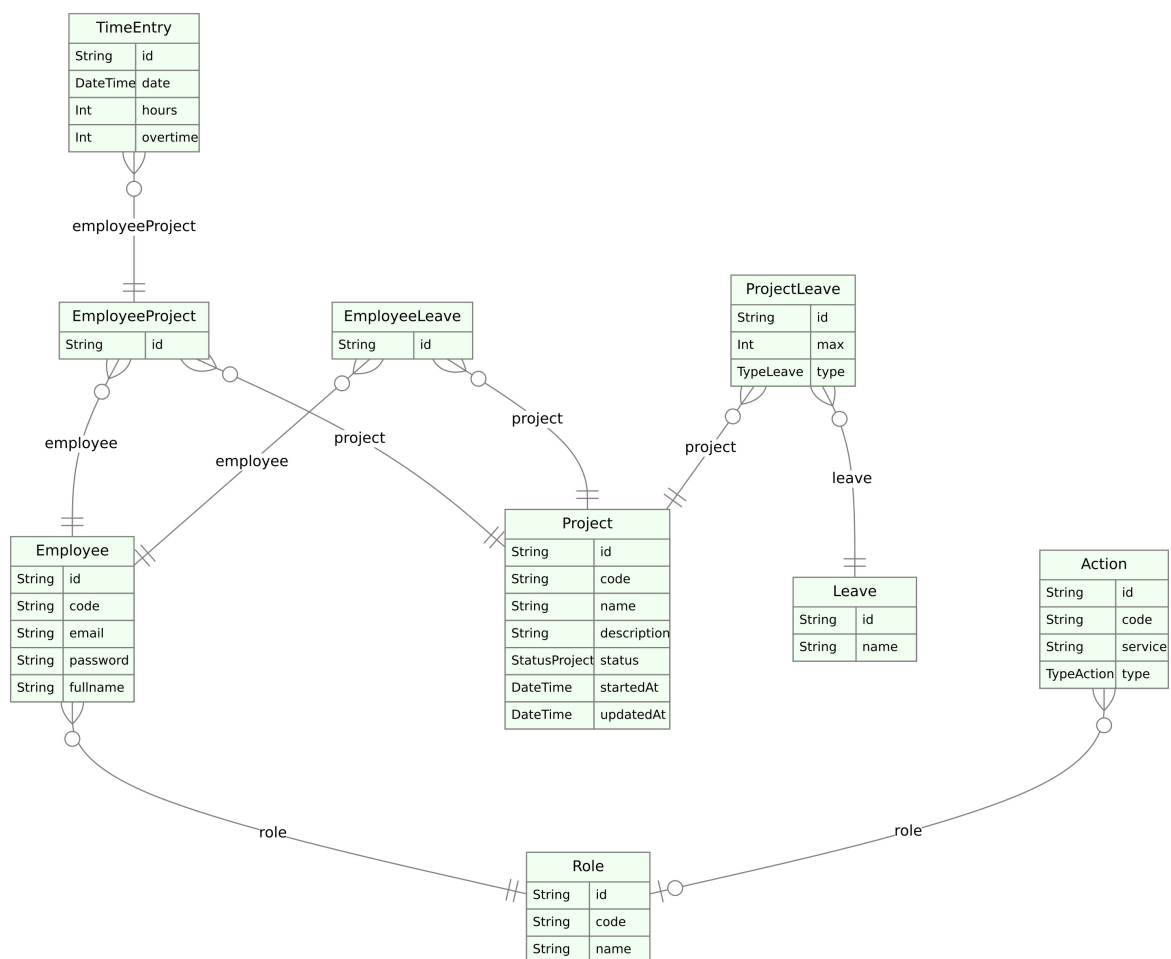 TimeEntry
String id
DateTime date
Int hours
Int overtime
employeeProject
EmployeeProject
String id
EmployeeLeave
String id
ProjectLeave
String id
Int max
TypeLeave type
employee
employee
project
project
project
leave
Employee
String id
String code
String email
String password
String fullname
Project
String id
String code
String name
String description
StatusProject status
DateTime startedAt
DateTime updatedAt
Leave
String id
String name
Action
String id
String code
String service
TypeAction type
role
role
Role
String id
String code
String name